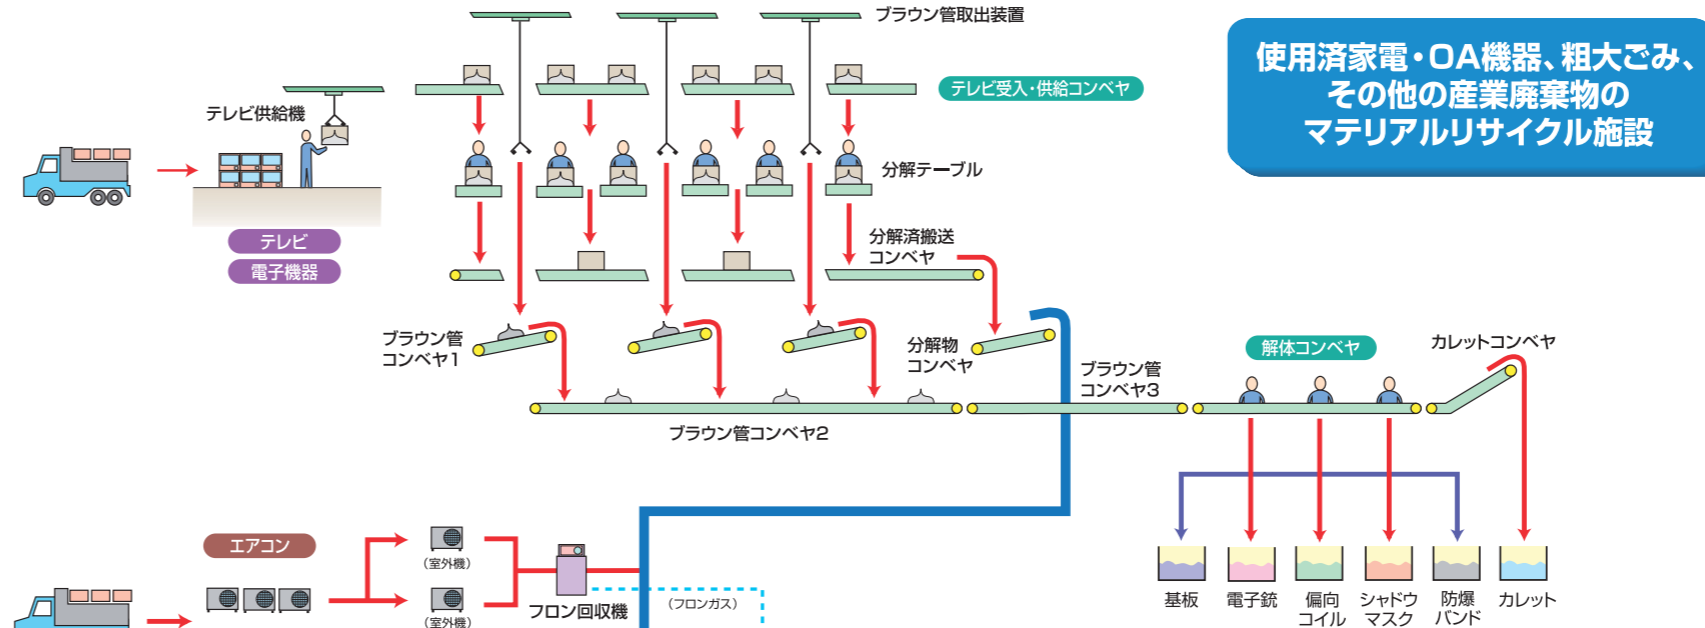 ブラウン管取出装置
使用済家電・OA機器、粗大ごみ、
その他の産業廃棄物の
マテリアルリサイクル施設
テレビ受入・供給コンベヤ
テレビ供給機
分解テーブル
テレビ
電子機器
分解済搬送
コンベヤ
ブラウン管
コンベヤ1
分解物
コンベヤ
ブラウン管
コンベヤ3
解体コンベヤ
カレットコンベヤ
ブラウン管コンベヤ2
エアコン
(室外機)
(室外機)
フロン回収機
(フロンガス)
基板
電子銃
偏向
コイル
シャドウ
マスク
防爆
バンド
カレット